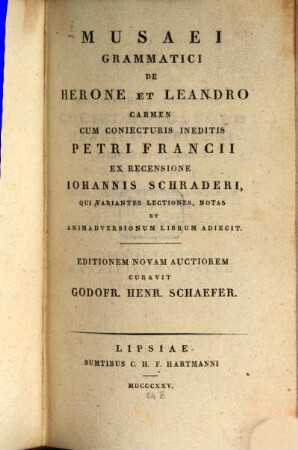 MUSAEI
GRAMMATICI
DE
HERONE ET LEANDRO
CARMEN
CUM CONIECTURIS INEDITIS
PETRI FRANCII
EX RECENSIONE
IOHANNIS SCHRADERI,
QUI VARIANTES LECTIONES, NOTAS
ET
ANIMADVERSIONUM LIBRUM ADIECIT.
EDITIONEM NOVAM AUCTIOREM
CURAVIT
GODOFR. HENR. SCHAEFER.
LIPSIAE
SUMTIBUS C. H. F. HARTMANNI
MDCCCXXV.